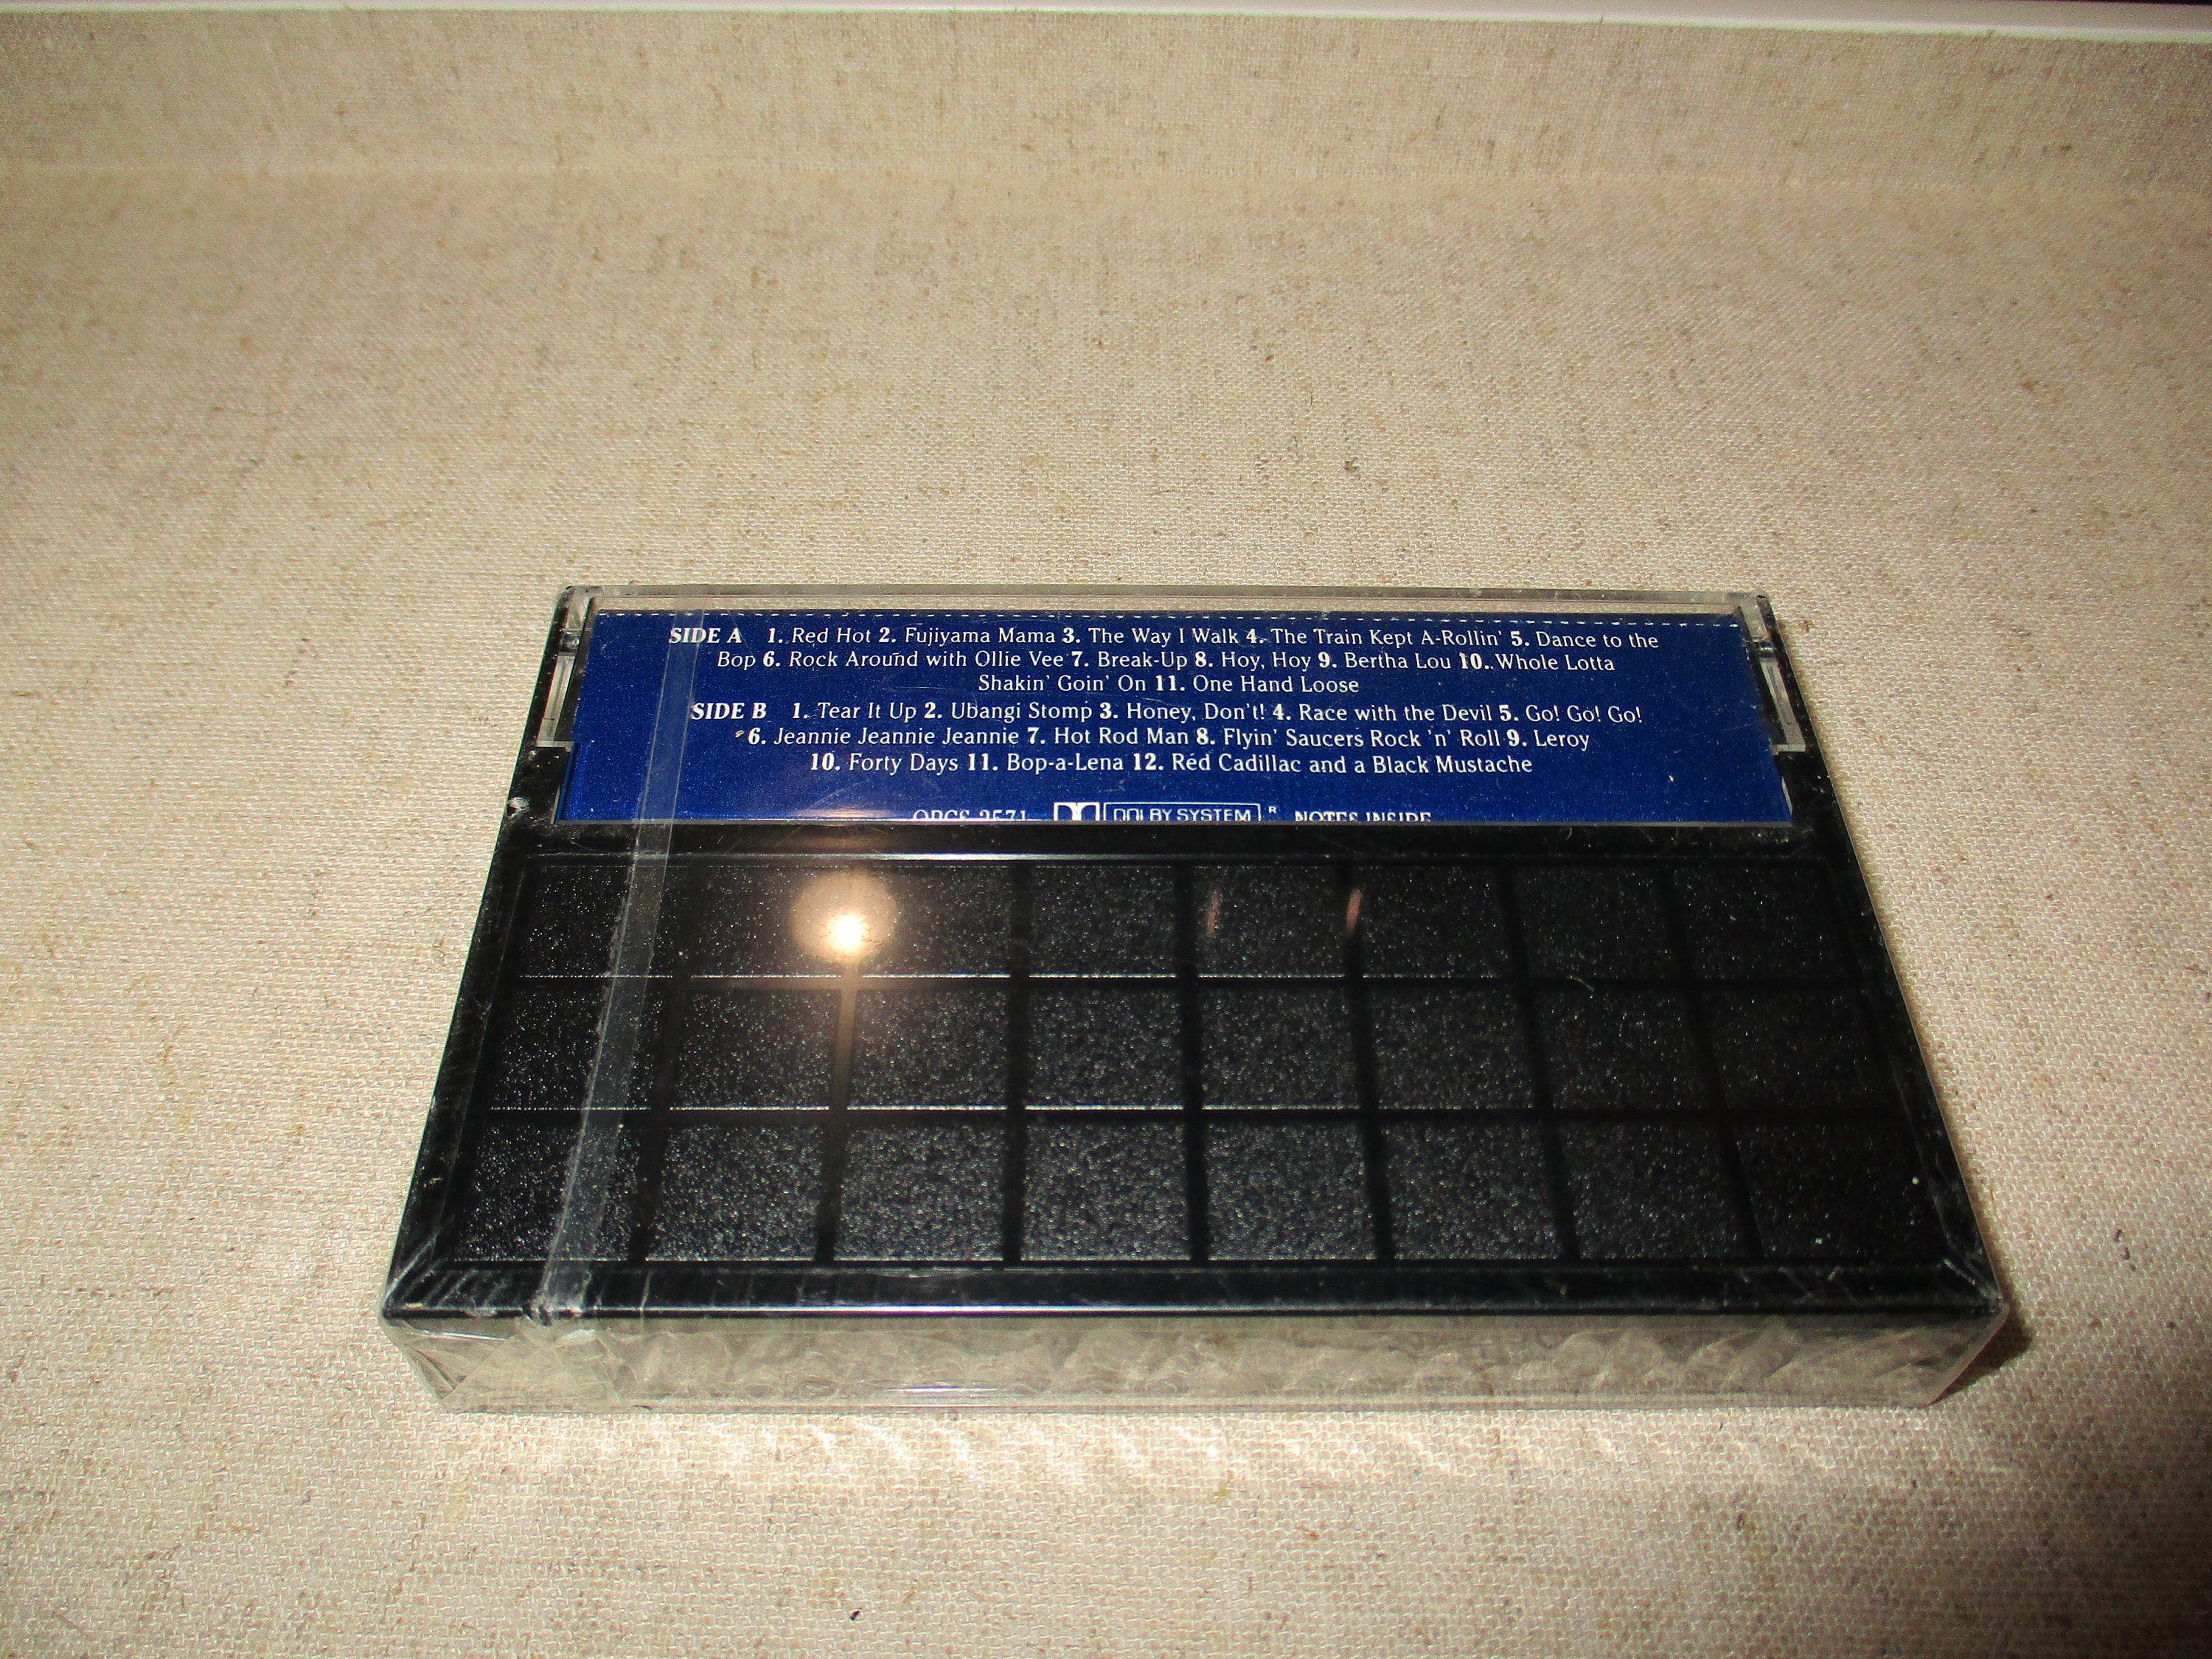 SIDE A 1. Red Hot 2. Fujiyama Mama 3. The Way I Walk 4. The Train Kept A-Rollin' 5. Dance to the
Bop 6. Rock Around with Ollie Vee 7. Break-Up 8. Hoy, Hoy 9. Bertha Lou 10. Whole Lotta
Shakin' Goin' On 11. One Hand Loose
SIDE B 1. Tear It Up 2. Ubangi Stomp 3. Honey, Don't! 4. Race with the Devil 5. Go! Go! Go!
6. Jeannie Jeannie Jeannie 7. Hot Rod Man 8. Flyin' Saucers Rock 'n' Roll 9. Leroy
10. Forty Days 11. Bop-a-Lena 12. Red Cadillac and a Black Mustache
DOLBY SYSTEM ® NOTES INSIDE